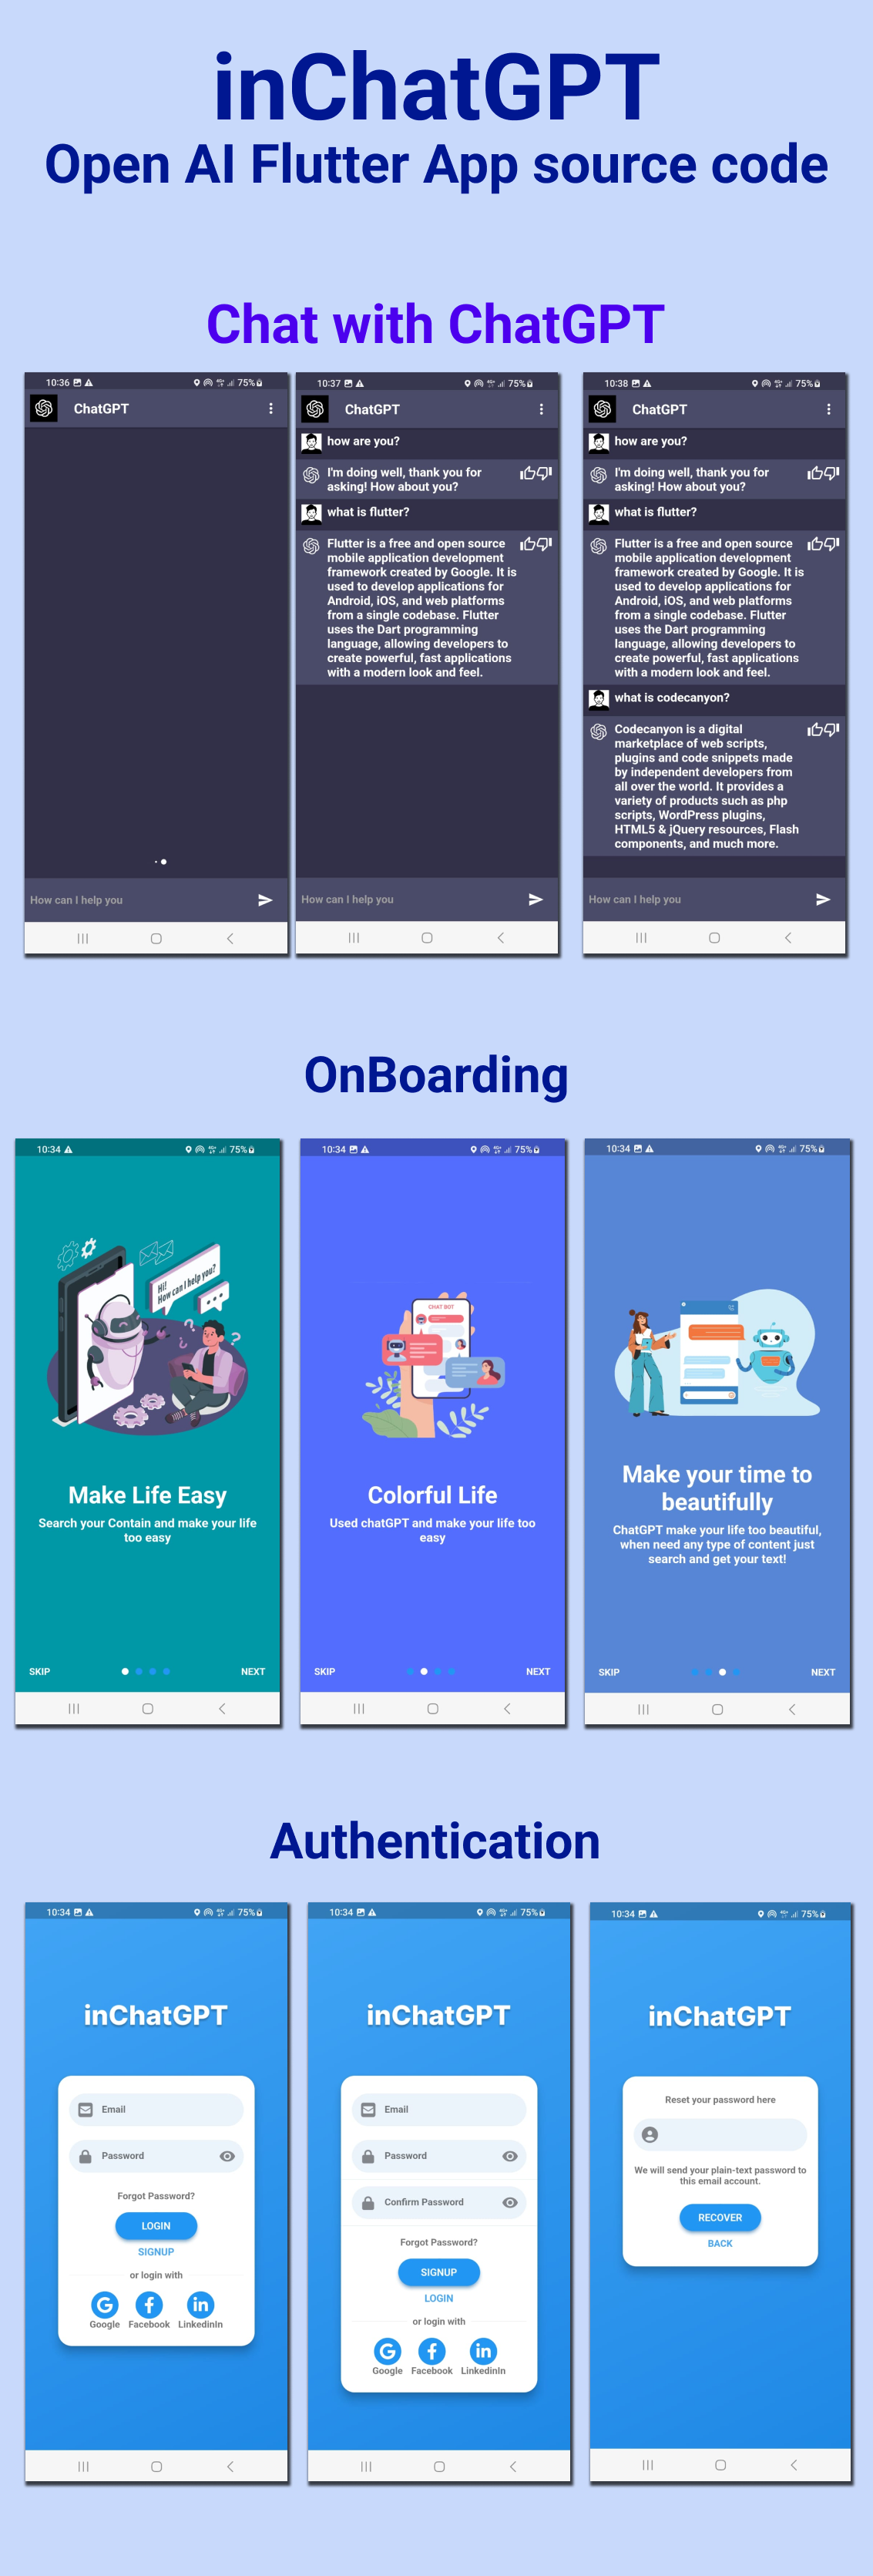 inChatGPT
Open AI Flutter App source code
Chat with ChatGPT
10:36
75%
ChatGPT
How can I help you
10:37
75%
ChatGPT
how are you?
I'm doing well, thank you for
asking! How about you?
what is flutter?
Flutter is a free and open source
mobile application development
framework created by Google. It is
used to develop applications for
Android, iOS, and web platforms
from a single codebase. Flutter
uses the Dart programming
language, allowing developers to
create powerful, fast applications
with a modern look and feel.
How can I help you
10:38
75%
ChatGPT
how are you?
I'm doing well, thank you for
asking! How about you?
what is flutter?
Flutter is a free and open source
mobile application development
framework created by Google. It is
used to develop applications for
Android, iOS, and web platforms
from a single codebase. Flutter
uses the Dart programming
language, allowing developers to
create powerful, fast applications
with a modern look and feel.
what is codecanyon?
Codecanyon is a digital
marketplace of web scripts,
plugins and code snippets made
by independent developers from
all over the world. It provides a
variety of products such as php
scripts, WordPress plugins,
HTML5 & jQuery resources, Flash
components, and much more.
How can I help you
OnBoarding
10:34
75%
Hi!
How can I help you?
Make Life Easy
Search your Contain and make your life
too easy
SKIP
NEXT
10:34
75%
CHAT BOT
Colorful Life
Used chatGPT and make your life too
easy
SKIP
NEXT
10:34
75%
Make your time to
beautifully
ChatGPT make your life too beautiful,
when need any type of content just
search and get your text!
SKIP
NEXT
Authentication
10:34
75%
inChatGPT
Email
Password
Forgot Password?
LOGIN
SIGNUP
or login with
Google
Facebook
LinkedinIn
10:34
75%
inChatGPT
Email
Password
Confirm Password
Forgot Password?
SIGNUP
LOGIN
or login with
Google
Facebook
LinkedinIn
10:34
75%
inChatGPT
Reset your password here
We will send your plain-text password to
this email account.
RECOVER
BACK